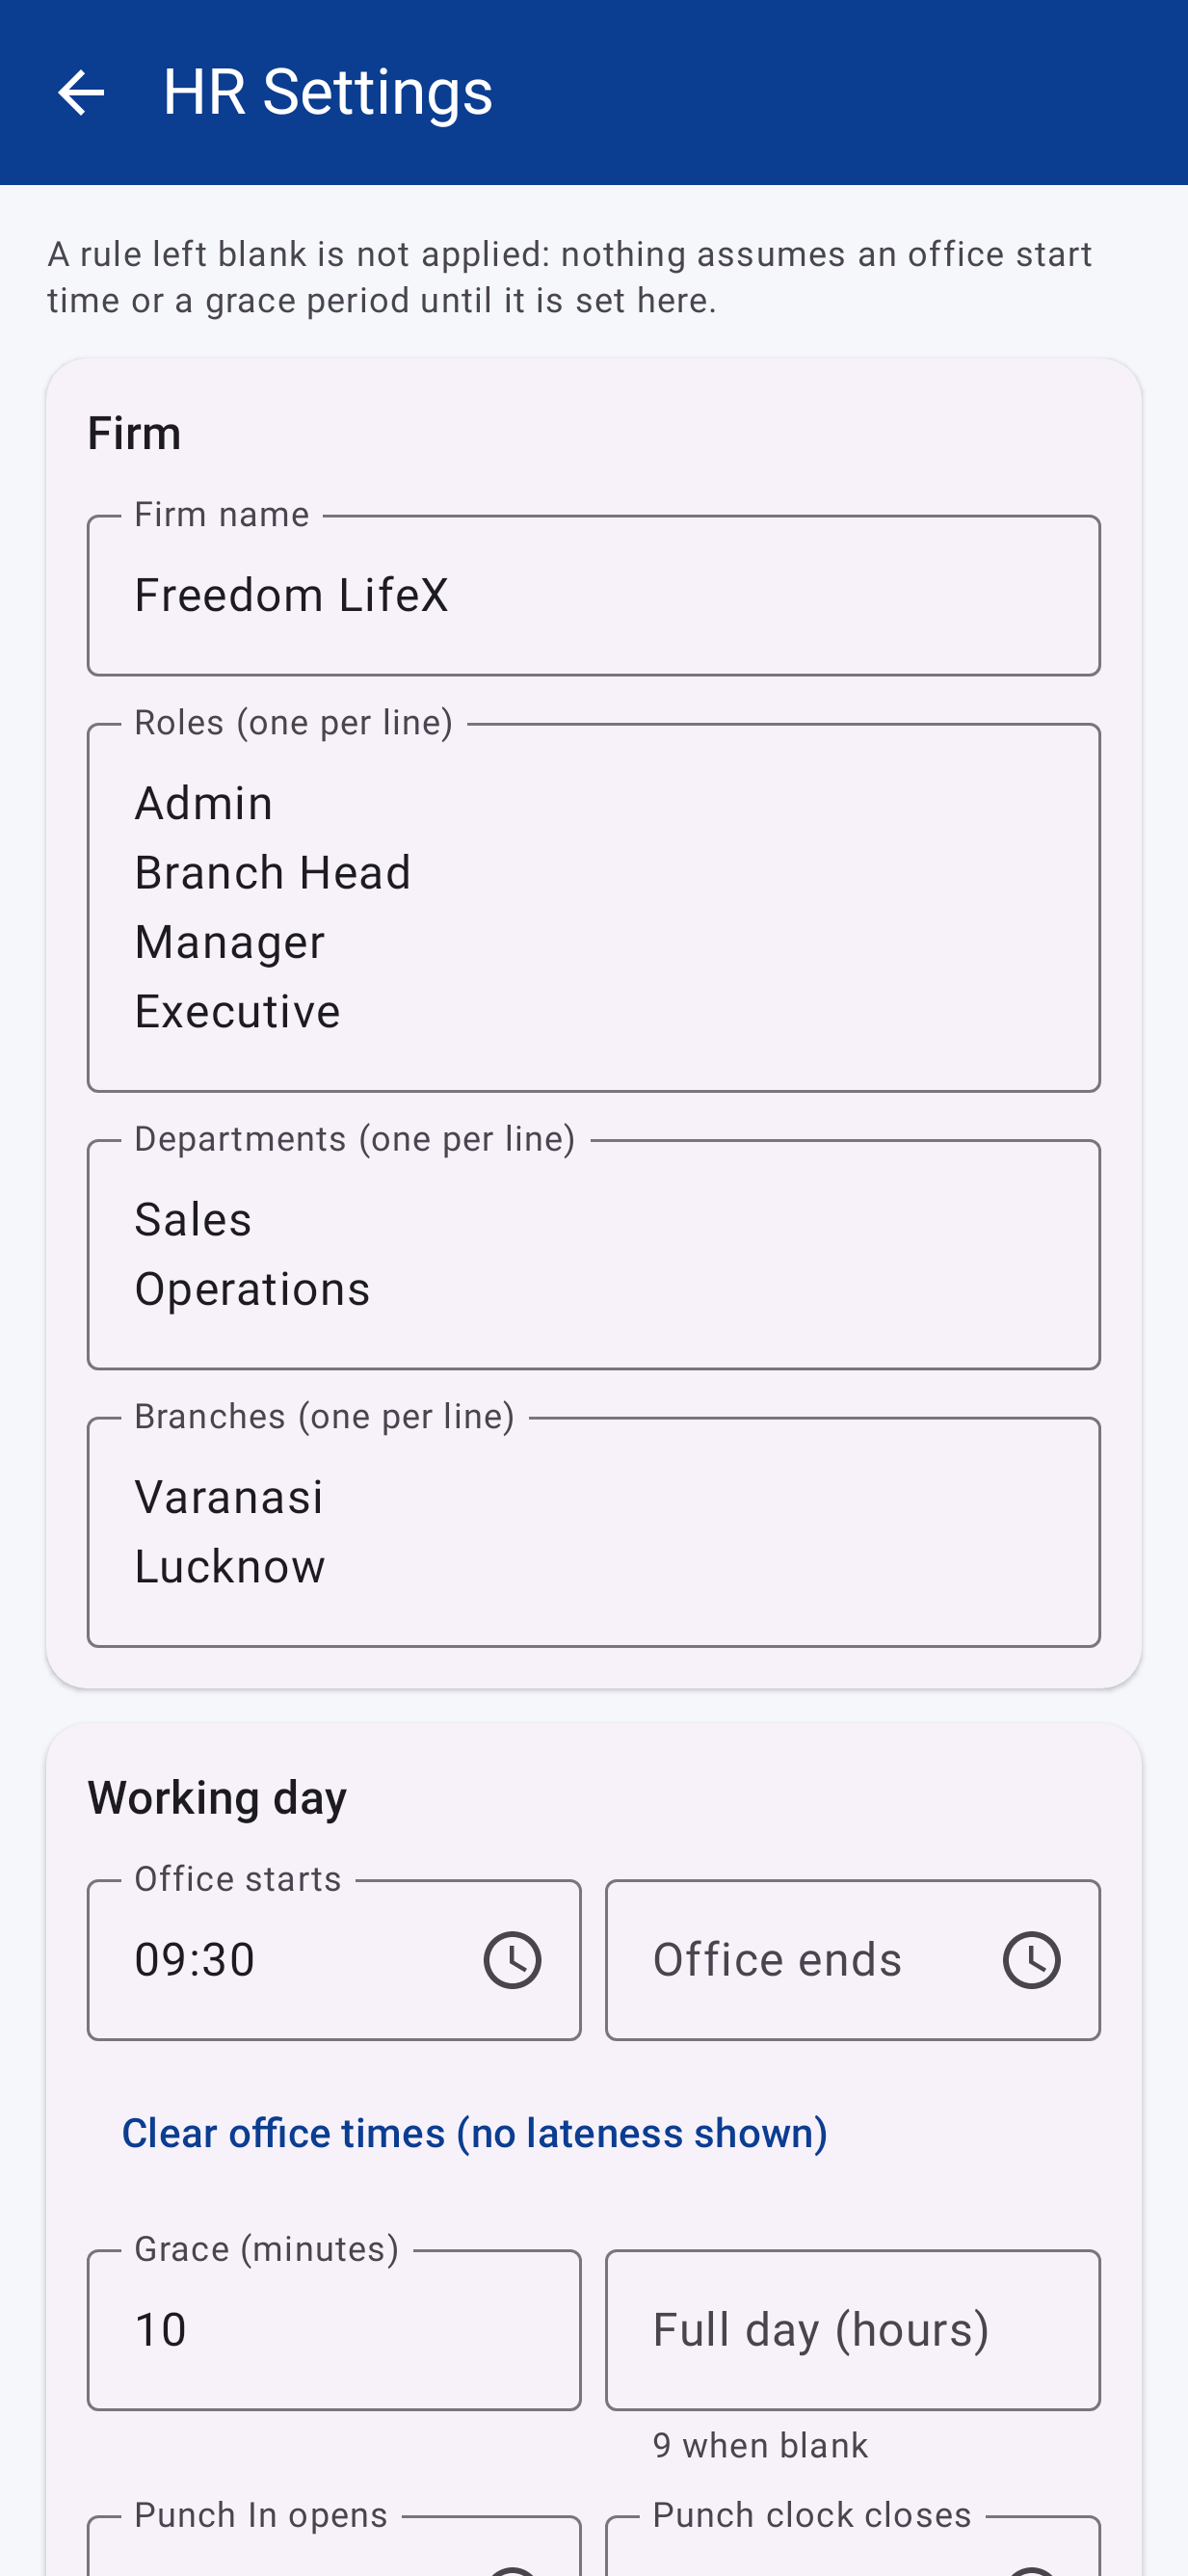 HR Settings
A rule left blank is not applied: nothing assumes an office start
time or a grace period until it is set here.
Firm
Firm name
Freedom LifeX
Roles (one per line)
Admin
Branch Head
Manager
Executive
Departments (one per line)
Sales
Operations
Branches (one per line)
Varanasi
Lucknow
Working day
Office starts
09:30
Office ends
Clear office times (no lateness shown)
Grace (minutes)
10
Full day (hours)
9 when blank
Punch In opens
Punch clock closes